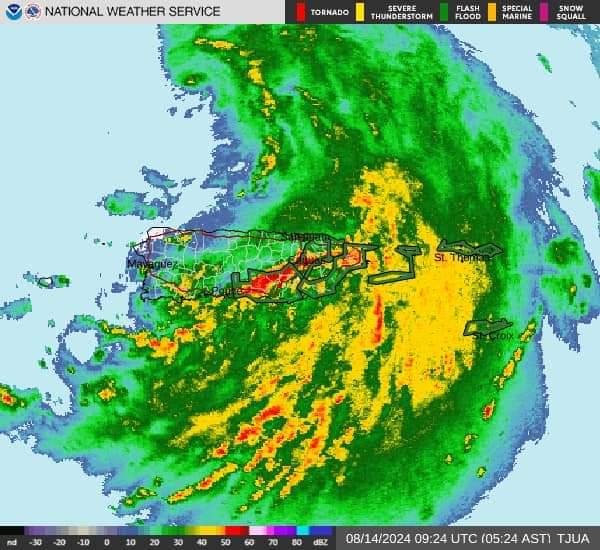 NATIONAL WEATHER SERVICE
TORNADO
SEVERE
THUNDERSTORM
FLASH
FLOOD
SPECIAL
MARINE
SNOW
SQUALL
Mayaguez
Ponce
St. Thomas
St. Croix
nd -30 -20 -10 0 10 20 30 40 50 60 70 80 dBZ
08/14/2024 09:24 UTC (05:24 AST) TJUA